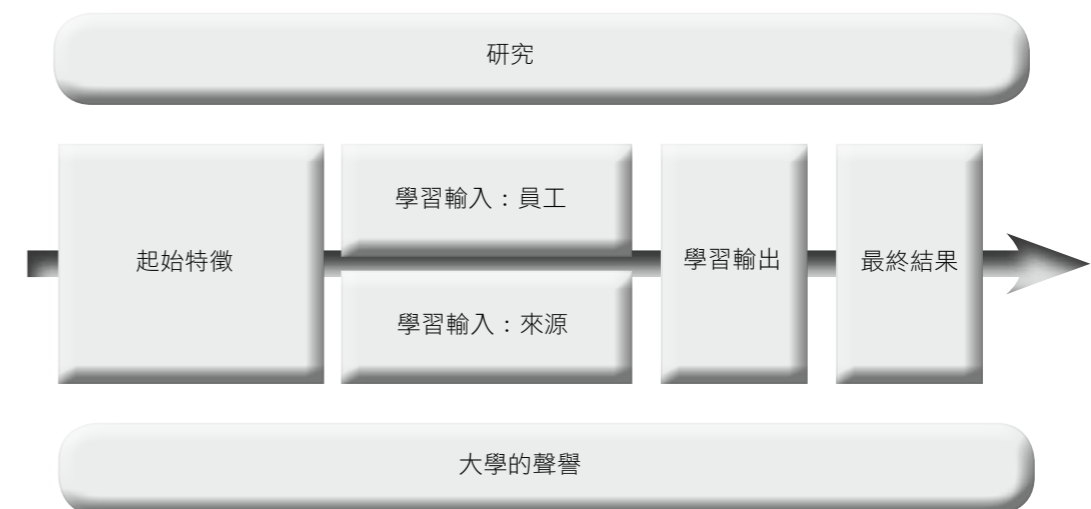 研究
起始特徵
學習輸入：員工
學習輸入：來源
學習輸出
最終結果
大學的聲譽